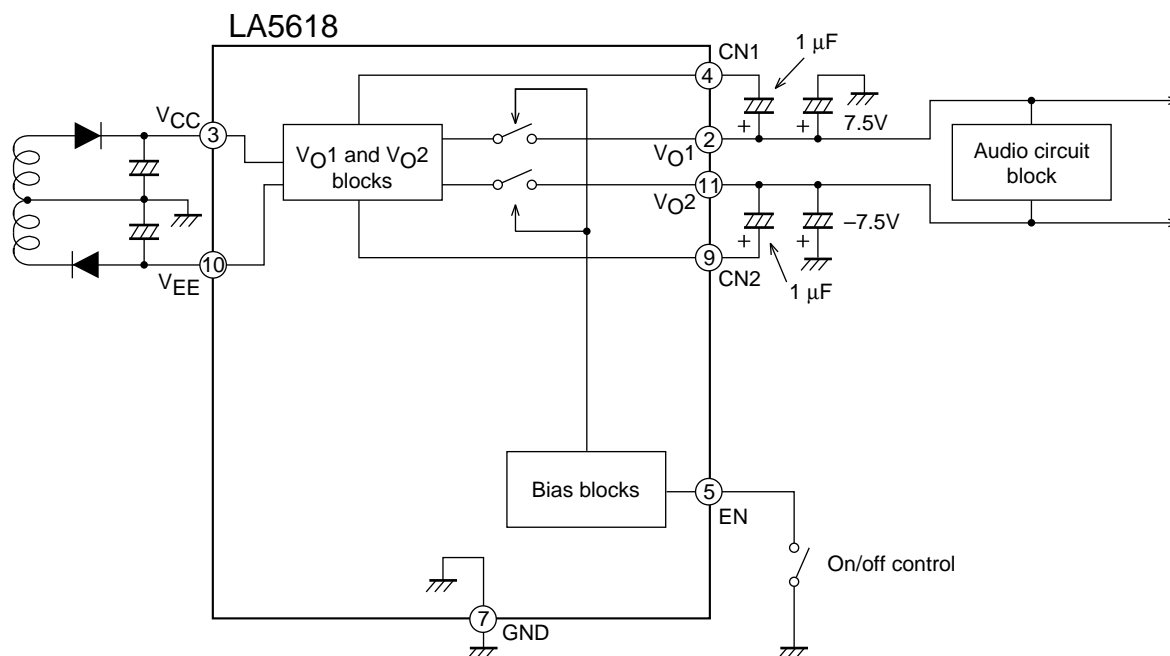 LA5618
CN1
1 μF
4
VCC
3
VO1 and VO2
blocks
2
VO1
+
+
7.5V
Audio circuit
block
11
VO2
10
VEE
+
+
–7.5V
9
CN2
1 μF
Bias blocks
5
EN
On/off control
7
GND